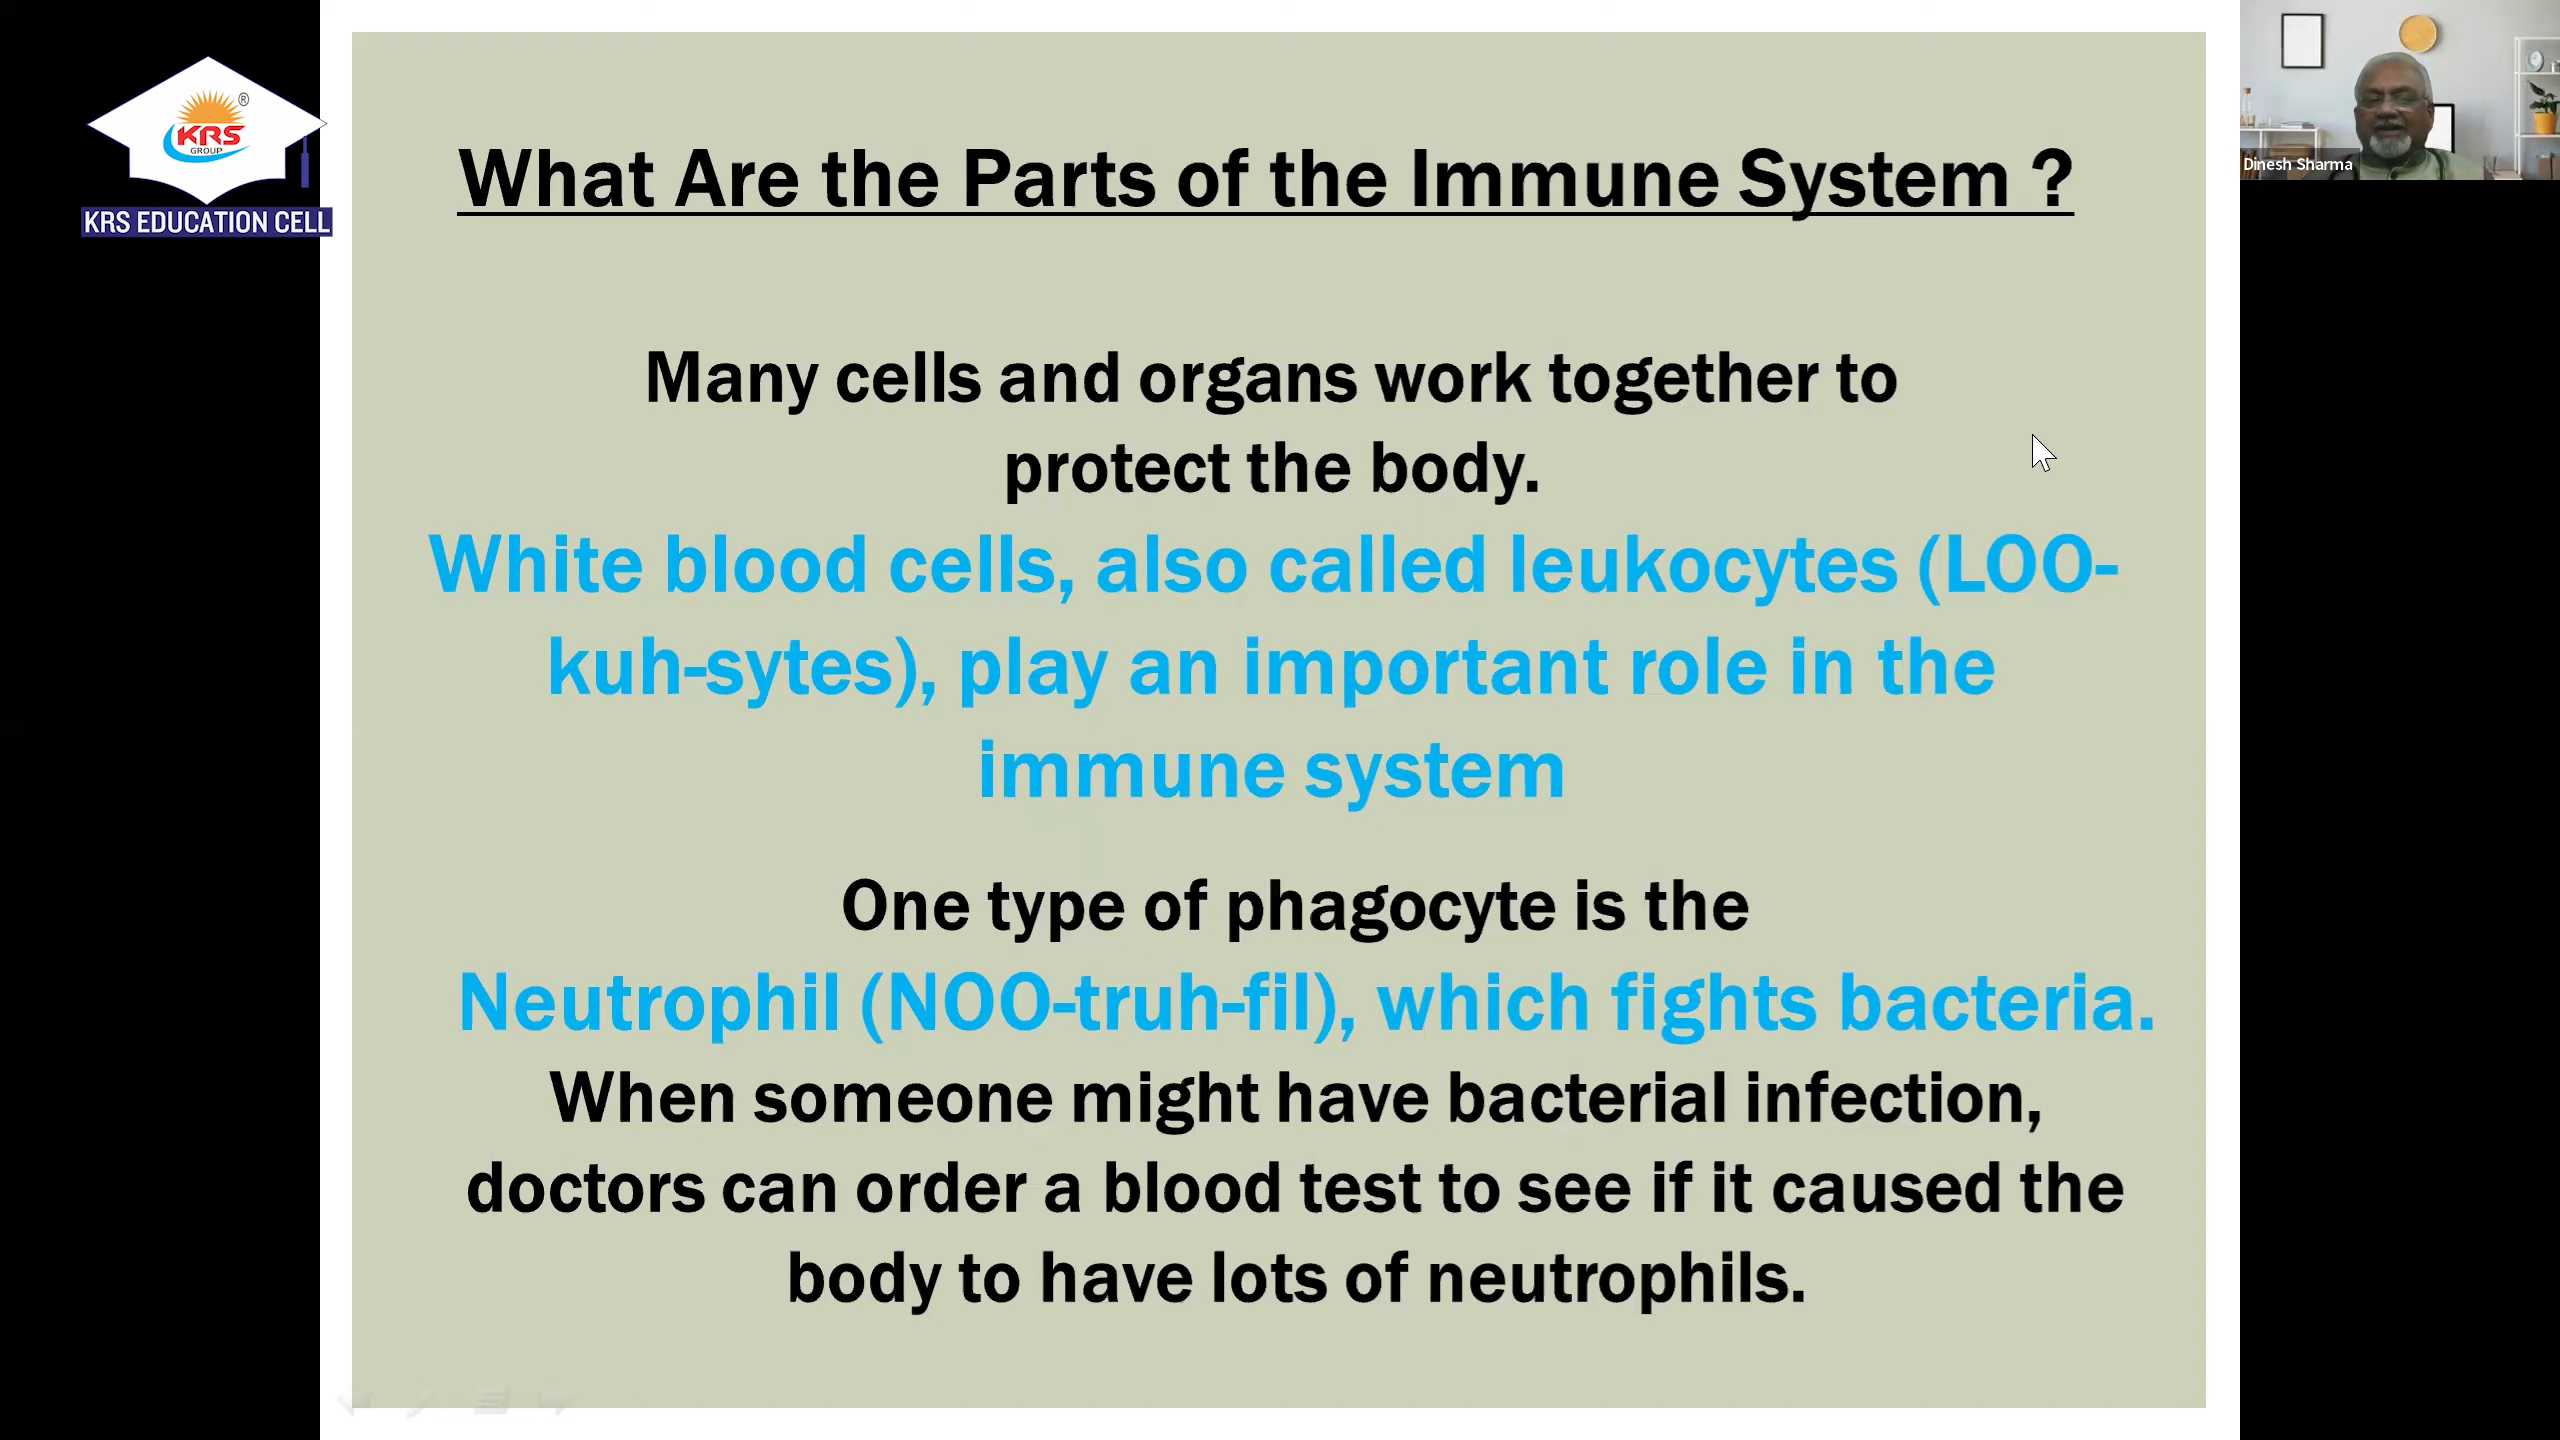 KRS
®
GROUP
KRS EDUCATION CELL
Dinesh Sharma
What Are the Parts of the Immune System ?
Many cells and organs work together to
protect the body.
White blood cells, also called leukocytes (LOO-
kuh-sytes), play an important role in the
immune system
One type of phagocyte is the
Neutrophil (NOO-truh-fil), which fights bacteria.
When someone might have bacterial infection,
doctors can order a blood test to see if it caused the
body to have lots of neutrophils.